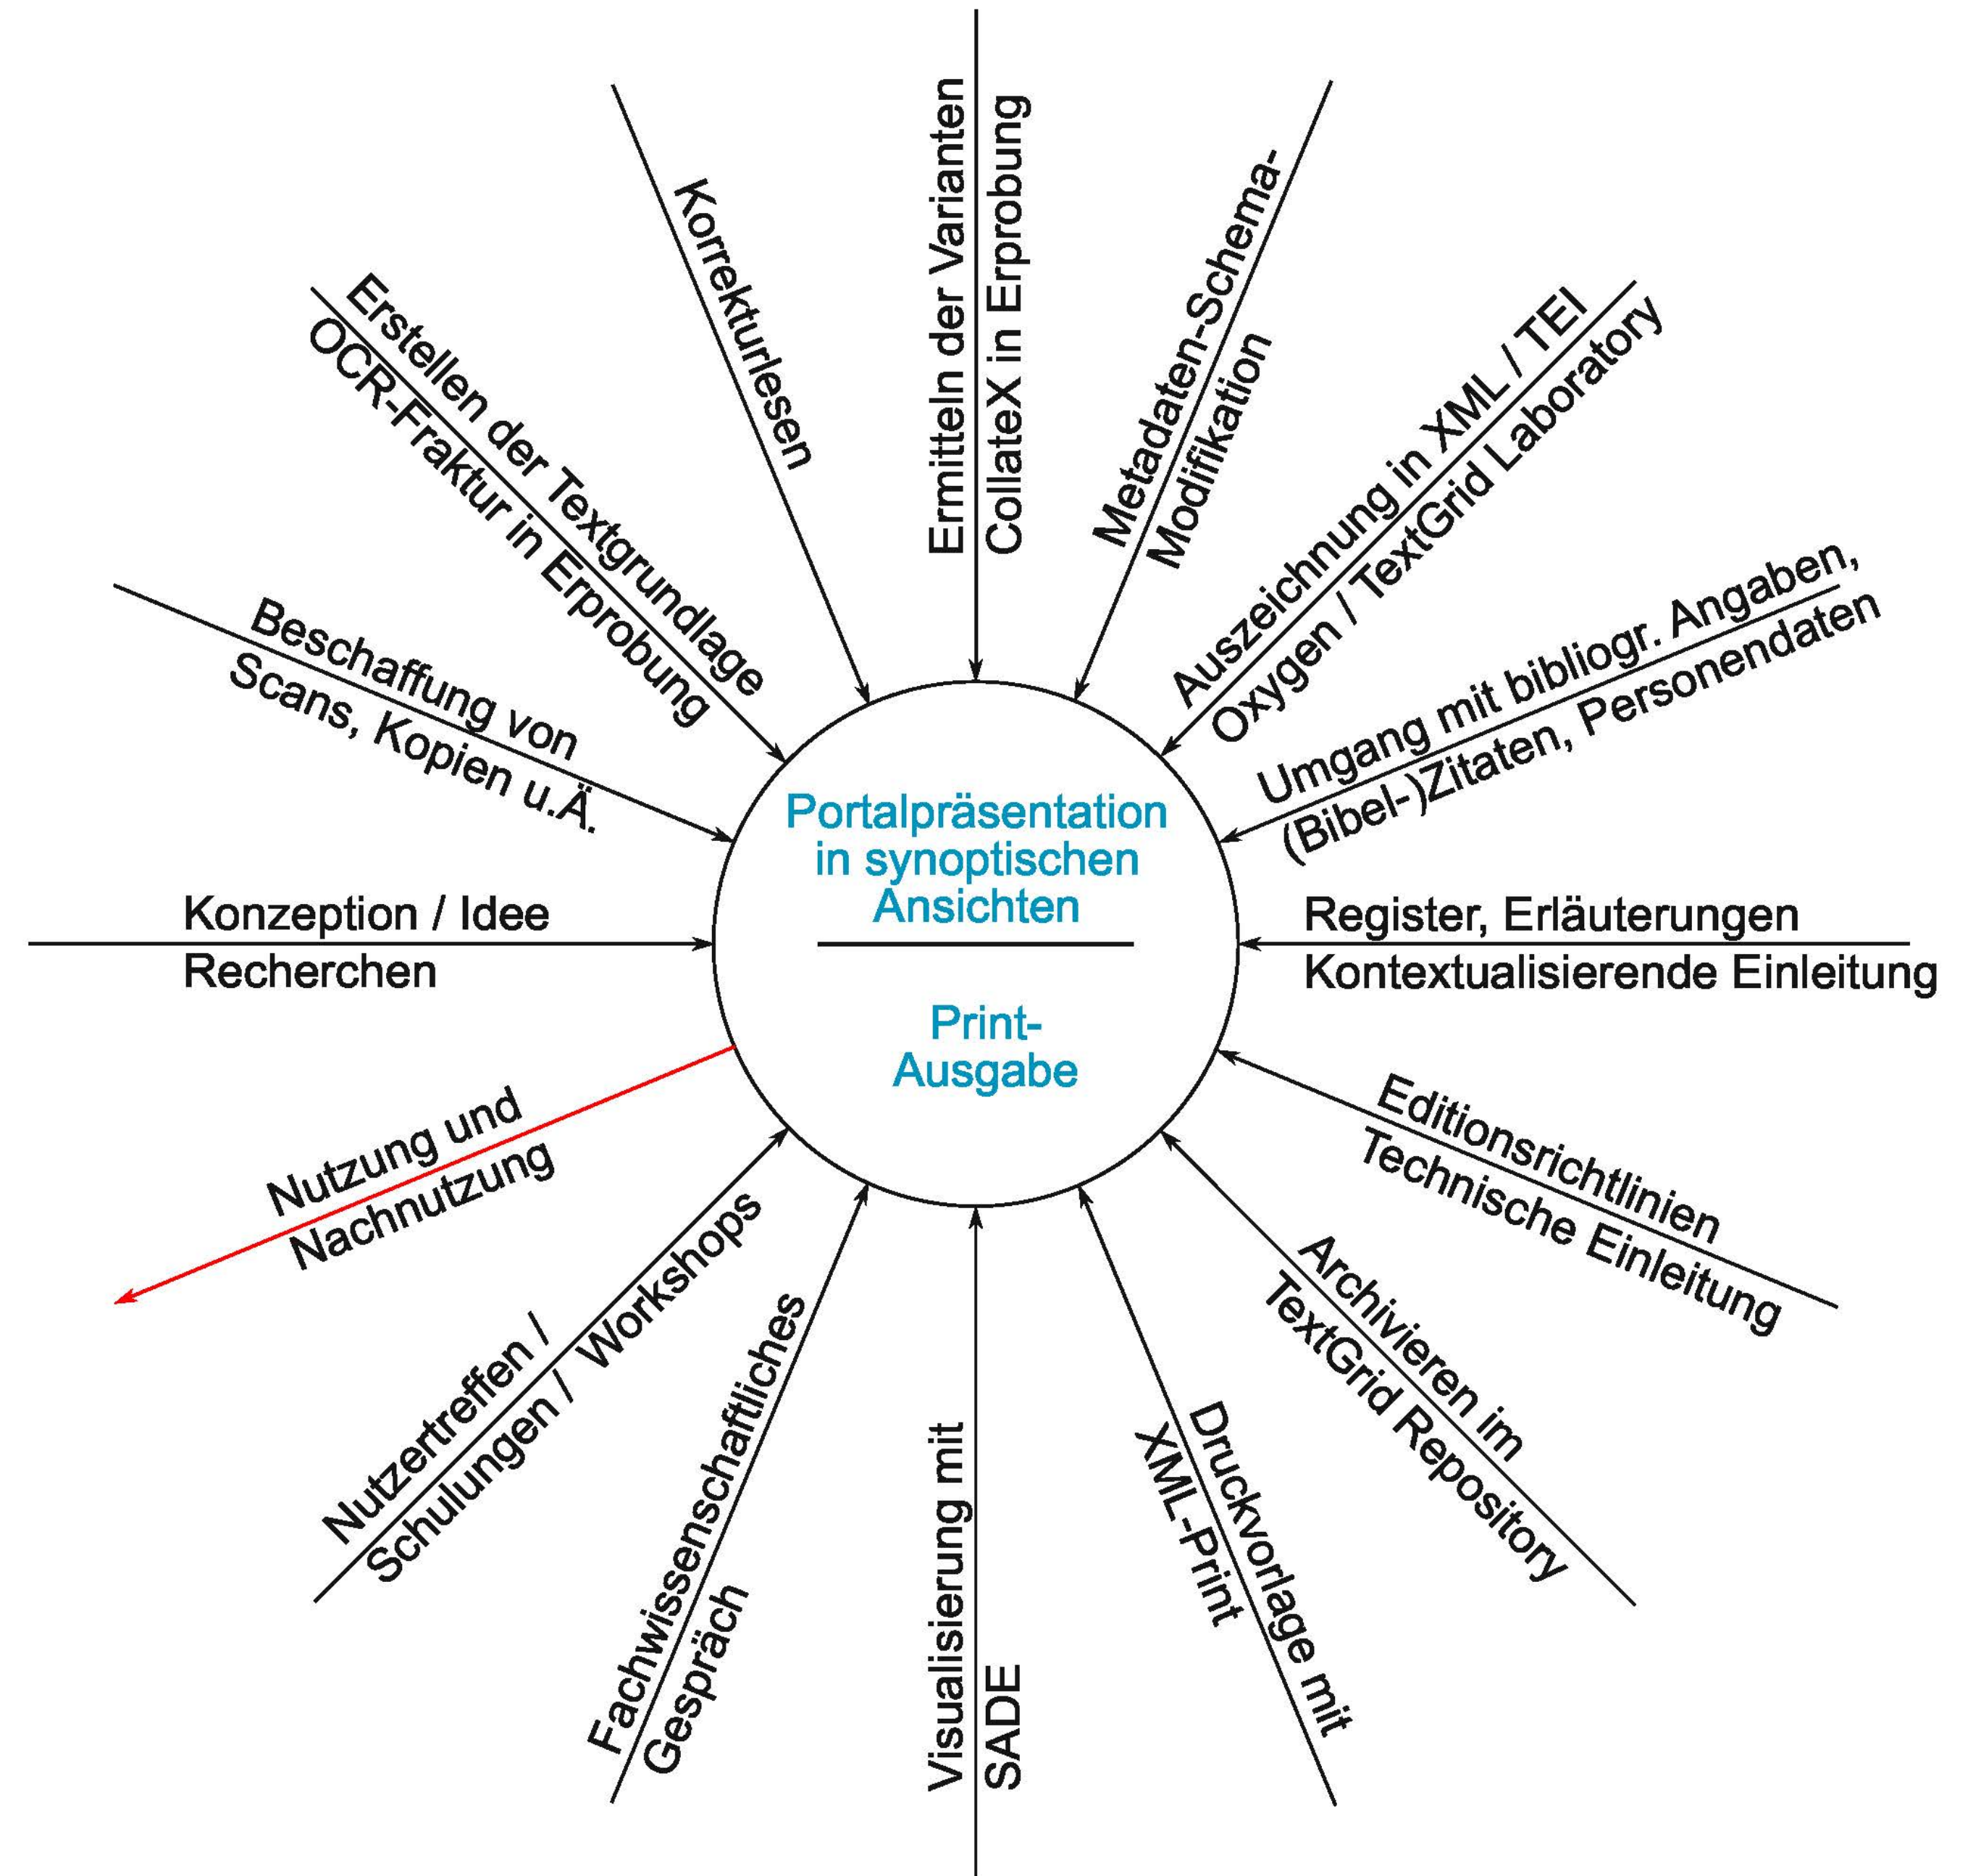 Konzeption / Idee
Recherchen
Beschaffung von
Scans, Kopien u.Ä.
Erstellen der Textgrundlage
OCR-Fraktur in Erprobung
Korrekturlesen
Ermitteln der Varianten
CollateX in Erprobung
Metadaten-Schema-
Modifikation
Auszeichnung in XML / TEI
Oxygen / TextGrid Laboratory
Umgang mit bibliogr. Angaben,
(Bibel-)Zitaten, Personendaten
Register, Erläuterungen
Kontextualisierende Einleitung
Editionsrichtlinien
Technische Einleitung
Archivieren im
TextGrid Repository
Druckvorlage mit
XML-Print
Visualisierung mit
SADE
Fachwissenschaftliches
Gespräch
Nutzertreffen /
Schulungen / Workshops
Nutzung und
Nachnutzung
Portalpräsentation
in synoptischen
Ansichten
Print-
Ausgabe